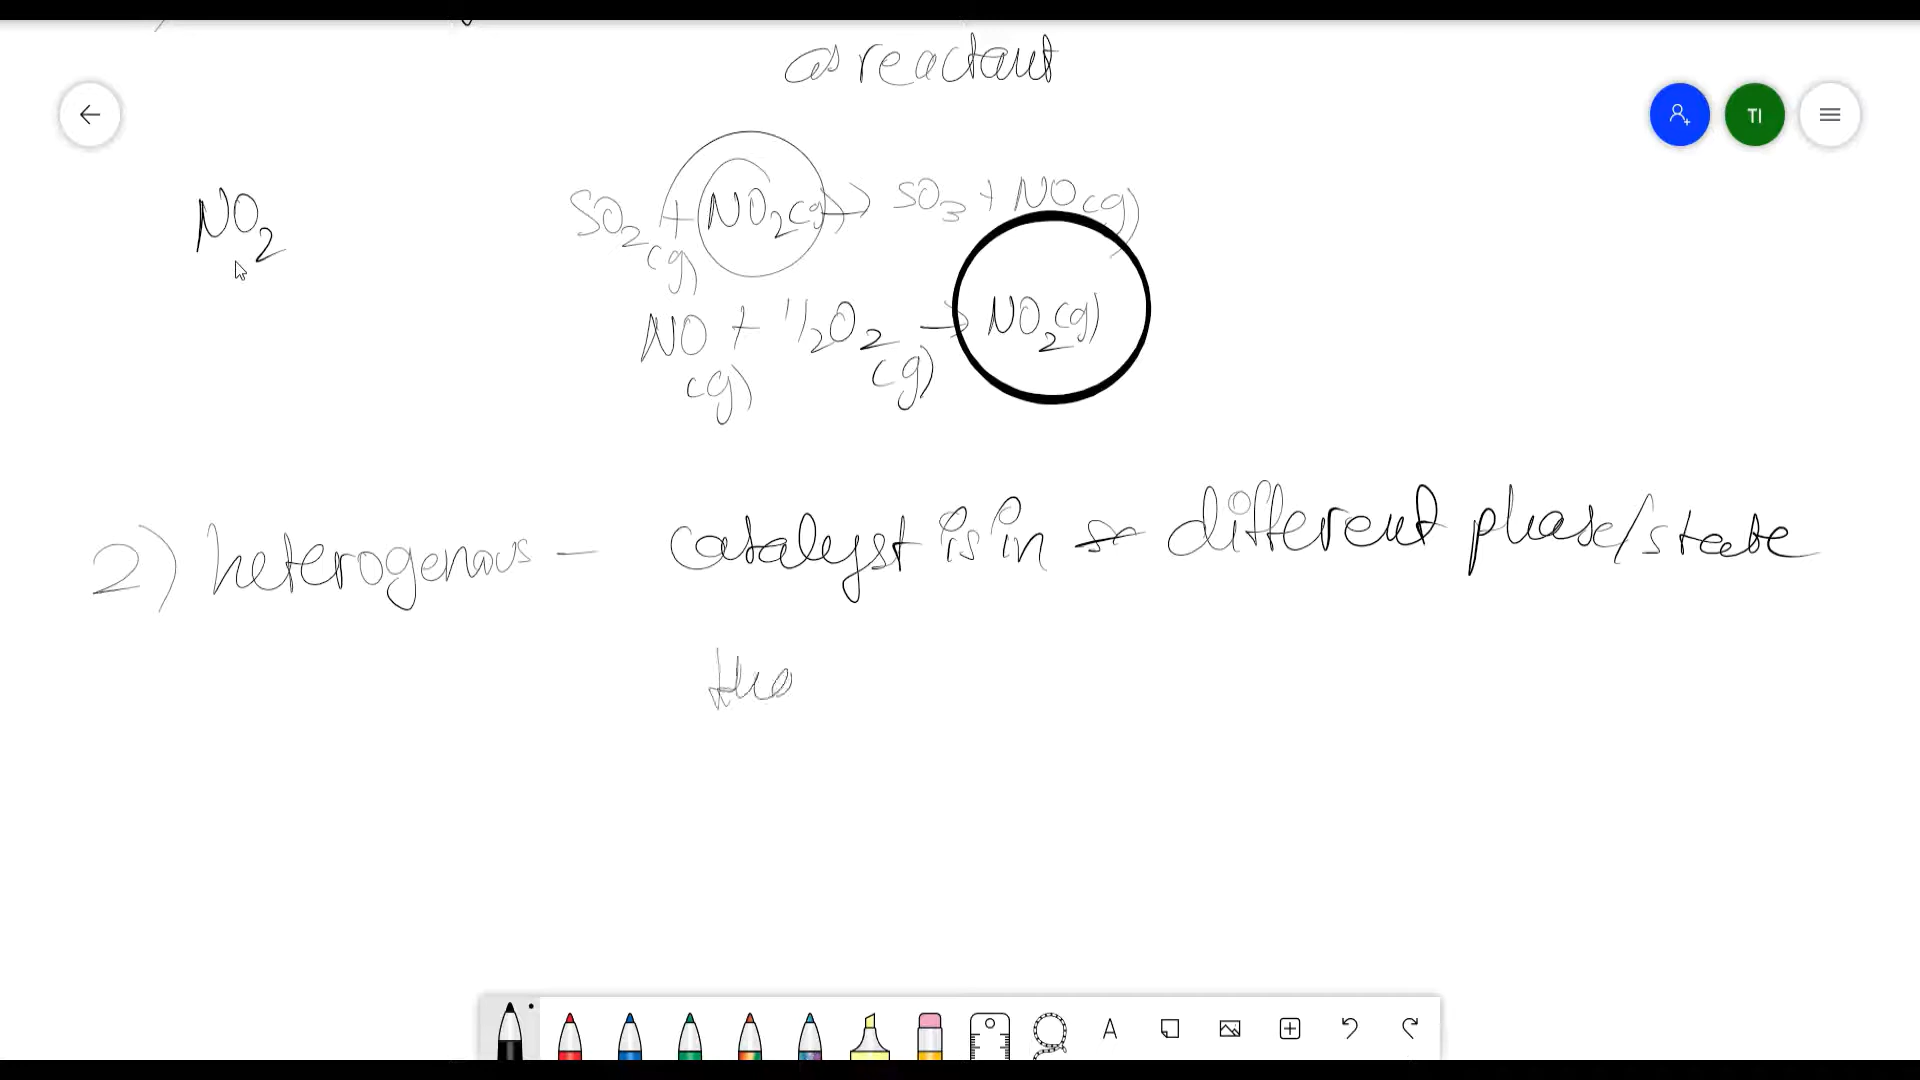 as reactant
TI
NO2
SO2(g) + NO2(g) → SO3 + NO(g)
NO(g) + 1/2O2(g) → NO2(g)
2) heterogenous — catalyst is in different phase/state
A